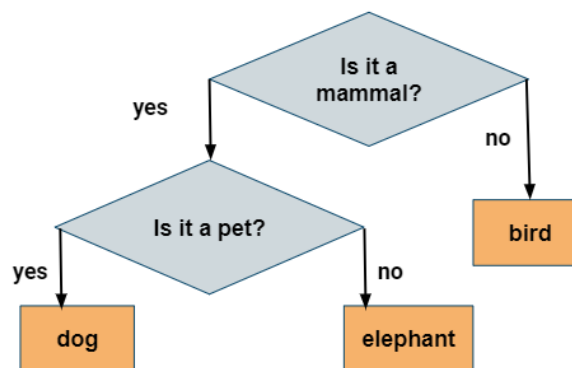 Is it a
mammal?
yes
no
Is it a pet?
bird
yes
no
dog
elephant